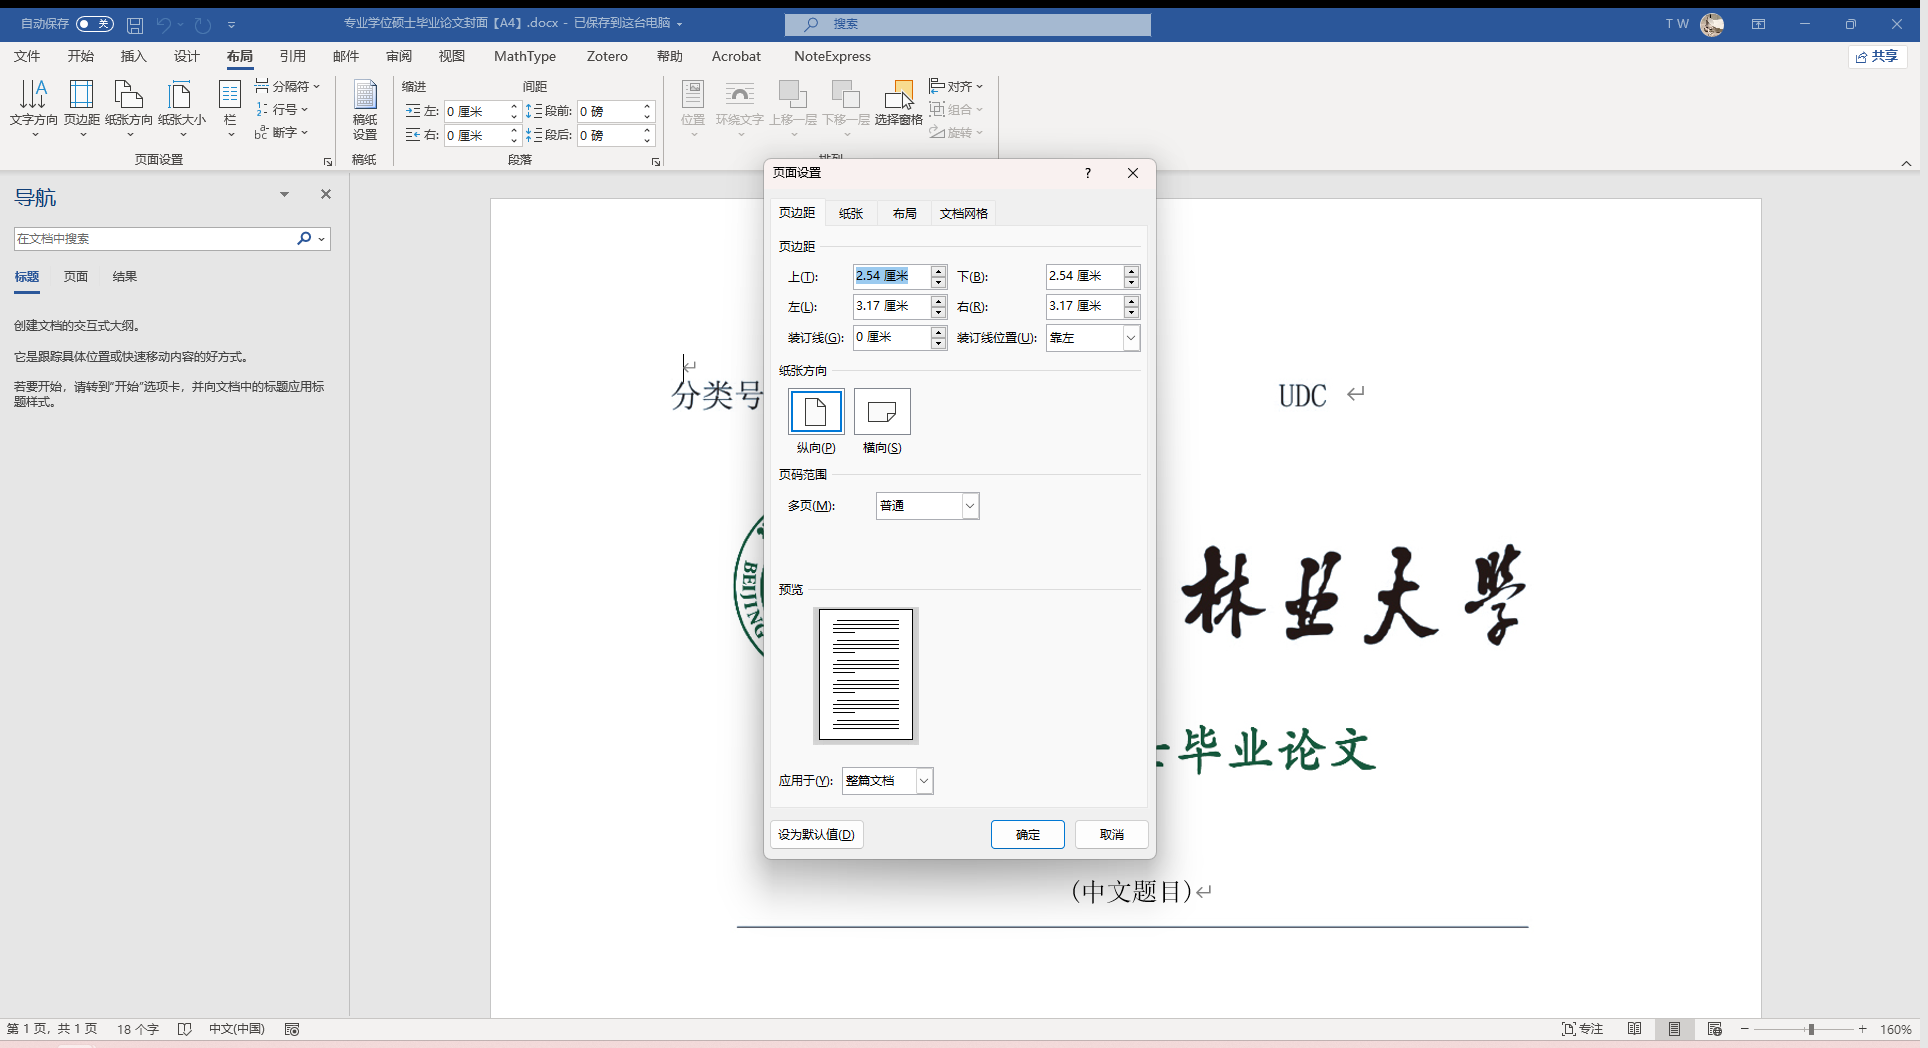 自动保存 关 专业学位硕士毕业论文封面【A4】.docx - 已保存到这台电脑 搜索 T W
文件 开始 插入 设计 布局 引用 邮件 审阅 视图 MathType Zotero 帮助 Acrobat NoteExpress 共享
文字方向 页边距 纸张方向 纸张大小 栏
分隔符
行号
断字
页面设置
稿纸
设置
稿纸
缩进 间距
左: 0 厘米 段前: 0 磅
右: 0 厘米 段后: 0 磅
段落
位置 环绕文字 上移一层 下移一层 选择窗格
对齐
组合
旋转
排列
导航
在文档中搜索
标题 页面 结果
创建文档的交互式大纲。
它是跟踪具体位置或快速移动内容的好方式。
若要开始，请转到"开始"选项卡，并向文档中的标题应用标
题样式。
页面设置 ?
页边距 纸张 布局 文档网格
页边距
上(T): 2.54 厘米 下(B): 2.54 厘米
左(L): 3.17 厘米 右(R): 3.17 厘米
装订线(G): 0 厘米 装订线位置(U): 靠左
纸张方向
纵向(P) 横向(S)
页码范围
多页(M): 普通
预览
应用于(Y): 整篇文档
设为默认值(D) 确定 取消
分类号 UDC
BEIJING
林业大学
士毕业论文
（中文题目）
第 1 页，共 1 页 18 个字 中文(中国) 专注 160%